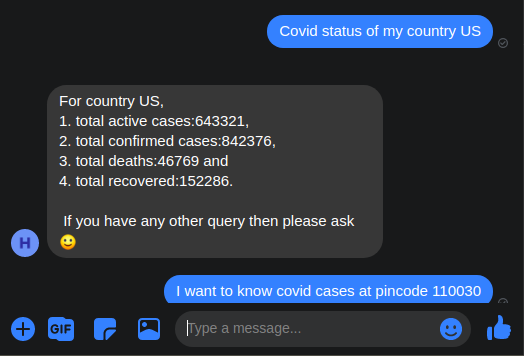 Covid status of my country US
For country US,
1. total active cases:643321,
2. total confirmed cases:842376,
3. total deaths:46769 and
4. total recovered:152286.
If you have any other query then please ask
🙂
H
I want to know covid cases at pincode 110030
GIF
Type a message...